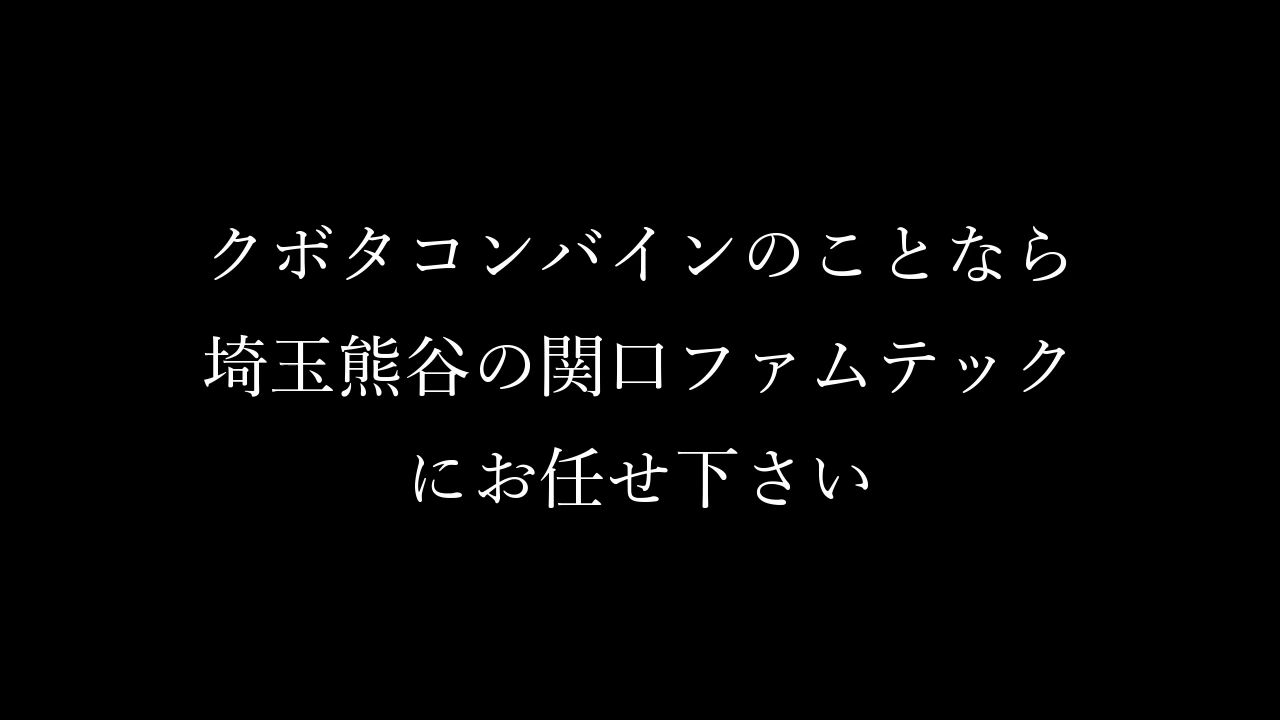 クボタコンバインのことなら
埼玉熊谷の関口ファムテック
にお任せ下さい